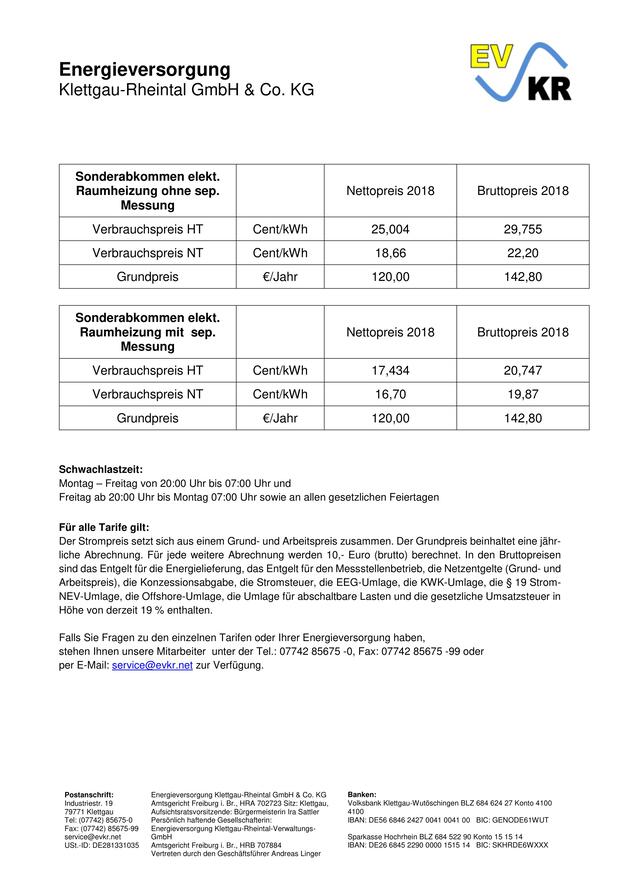 EV
KR
Energieversorgung
Klettgau-Rheintal GmbH & Co. KG
Sonderabkommen elekt.
Raumheizung ohne sep.
Messung
Nettopreis 2018
Bruttopreis 2018
Verbrauchspreis HT Cent/kWh 25,004 29,755
Verbrauchspreis NT Cent/kWh 18,66 22,20
Grundpreis €/Jahr 120,00 142,80
Sonderabkommen elekt.
Raumheizung mit sep.
Messung
Nettopreis 2018
Bruttopreis 2018
Verbrauchspreis HT Cent/kWh 17,434 20,747
Verbrauchspreis NT Cent/kWh 16,70 19,87
Grundpreis €/Jahr 120,00 142,80
Schwachlastzeit:
Montag – Freitag von 20:00 Uhr bis 07:00 Uhr und
Freitag ab 20:00 Uhr bis Montag 07:00 Uhr sowie an allen gesetzlichen Feiertagen
Für alle Tarife gilt:
Der Strompreis setzt sich aus einem Grund- und Arbeitspreis zusammen. Der Grundpreis beinhaltet eine jähr-
liche Abrechnung. Für jede weitere Abrechnung werden 10,- Euro (brutto) berechnet. In den Bruttopreisen
sind das Entgelt für die Energielieferung, das Entgelt für den Messstellenbetrieb, die Netzentgelte (Grund- und
Arbeitspreis), die Konzessionsabgabe, die Stromsteuer, die EEG-Umlage, die KWK-Umlage, die § 19 Strom-
NEV-Umlage, die Offshore-Umlage, die Umlage für abschaltbare Lasten und die gesetzliche Umsatzsteuer in
Höhe von derzeit 19 % enthalten.
Falls Sie Fragen zu den einzelnen Tarifen oder Ihrer Energieversorgung haben,
stehen Ihnen unsere Mitarbeiter unter der Tel.: 07742 85675 -0, Fax: 07742 85675 -99 oder
per E-Mail: service@evkr.net zur Verfügung.
Postanschrift:
Industriestr. 19
79771 Klettgau
Tel: (07742) 85675-0
Fax: (07742) 85675-99
service@evkr.net
USt.-ID: DE281331035
Energieversorgung Klettgau-Rheintal GmbH & Co. KG
Amtsgericht Freiburg i. Br., HRA 702723 Sitz: Klettgau,
Aufsichtsratsvorsitzende: Bürgermeisterin Ira Sattler
Persönlich haftende Gesellschafterin:
Energieversorgung Klettgau-Rheintal-Verwaltungs-
GmbH
Amtsgericht Freiburg i. Br., HRB 707884
Vertreten durch den Geschäftsführer Andreas Linger
Banken:
Volksbank Klettgau-Wutöschingen BLZ 684 624 27 Konto 4100
4100
IBAN: DE56 6846 2427 0041 0041 00 BIC: GENODE61WUT
Sparkasse Hochrhein BLZ 684 522 90 Konto 15 15 14
IBAN: DE26 6845 2290 0000 1515 14 BIC: SKHRDE6WXXX